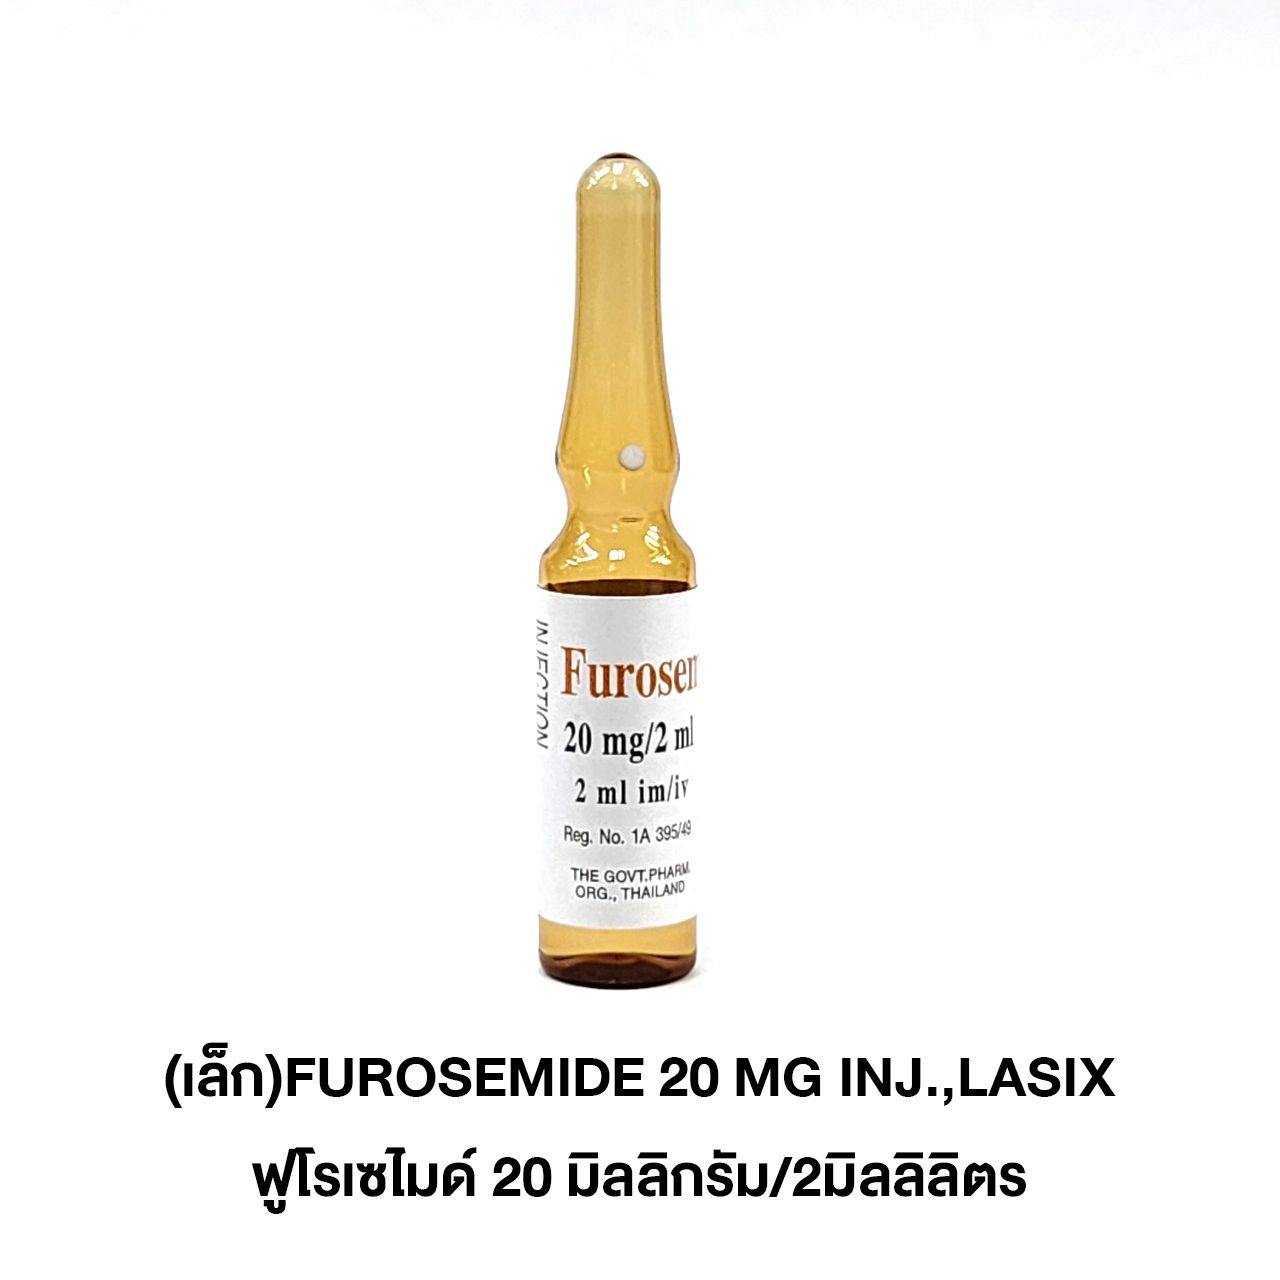 INJECTION
Furosem
20 mg/2 ml
2 ml im/iv
Reg. No. 1A 395/49
THE GOVT.PHARM.
ORG., THAILAND
(เล็ก)FUROSEMIDE 20 MG INJ.,LASIX
ฟูโรเซไมด์ 20 มิลลิกรัม/2มิลลิลิตร